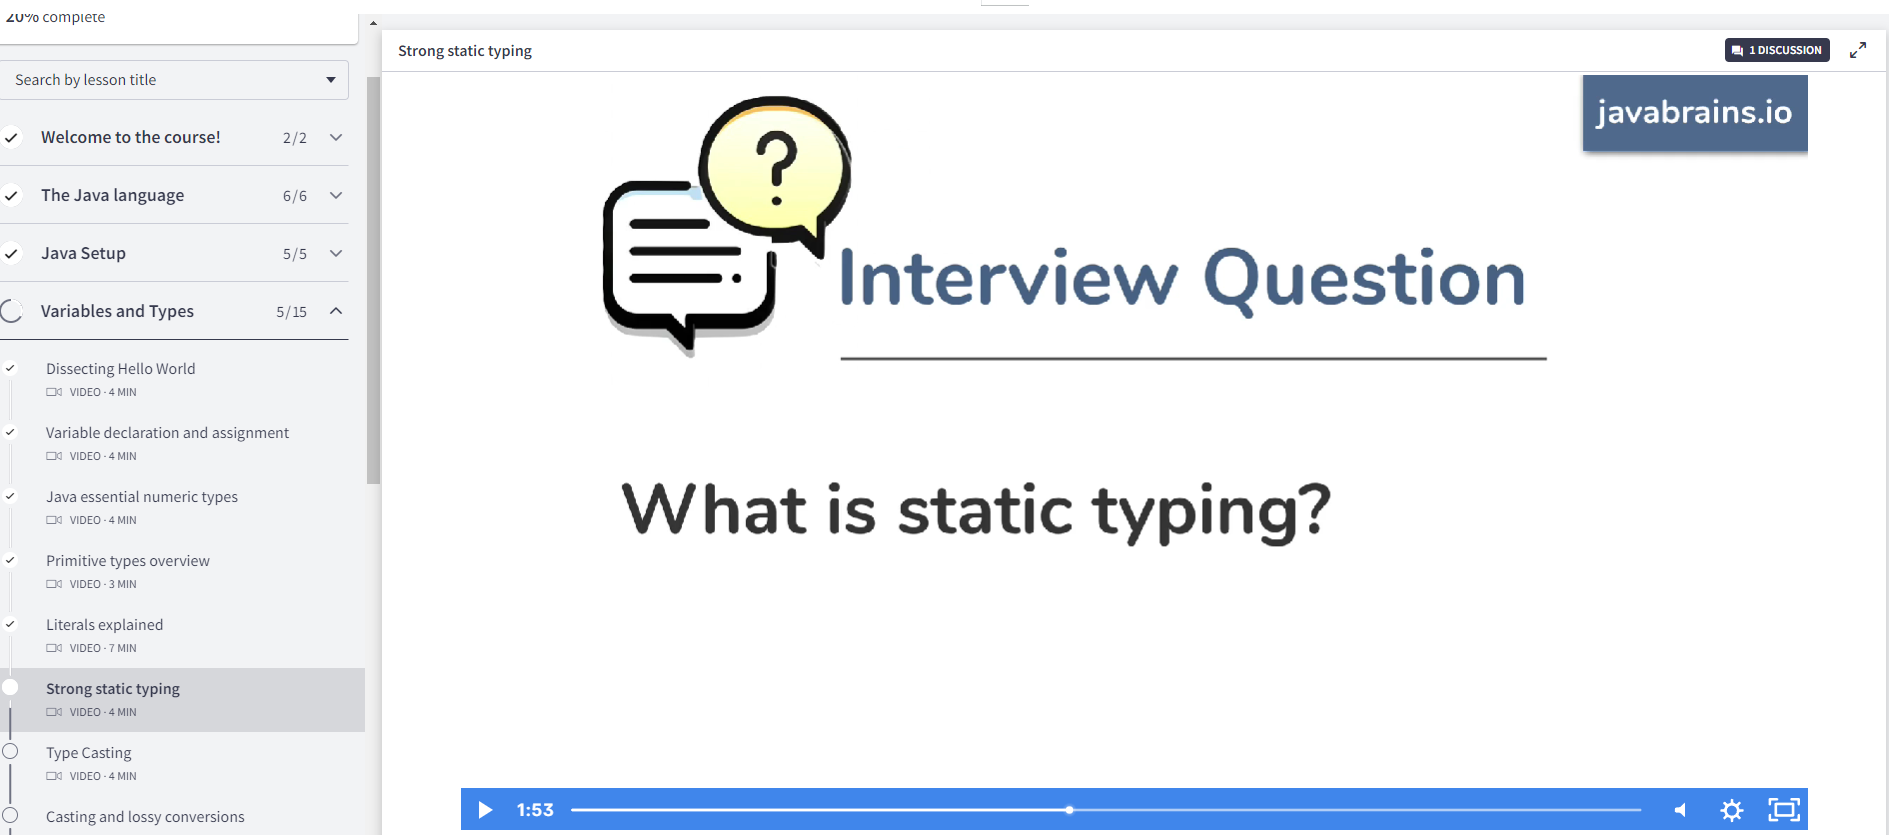 20% complete
Search by lesson title
Welcome to the course! 2/2
The Java language 6/6
Java Setup 5/5
Variables and Types 5/15
Dissecting Hello World
VIDEO · 4 MIN
Variable declaration and assignment
VIDEO · 4 MIN
Java essential numeric types
VIDEO · 4 MIN
Primitive types overview
VIDEO · 3 MIN
Literals explained
VIDEO · 7 MIN
Strong static typing
VIDEO · 4 MIN
Type Casting
VIDEO · 4 MIN
Casting and lossy conversions
Strong static typing
1 DISCUSSION
javabrains.io
?
Interview Question
What is static typing?
1:53